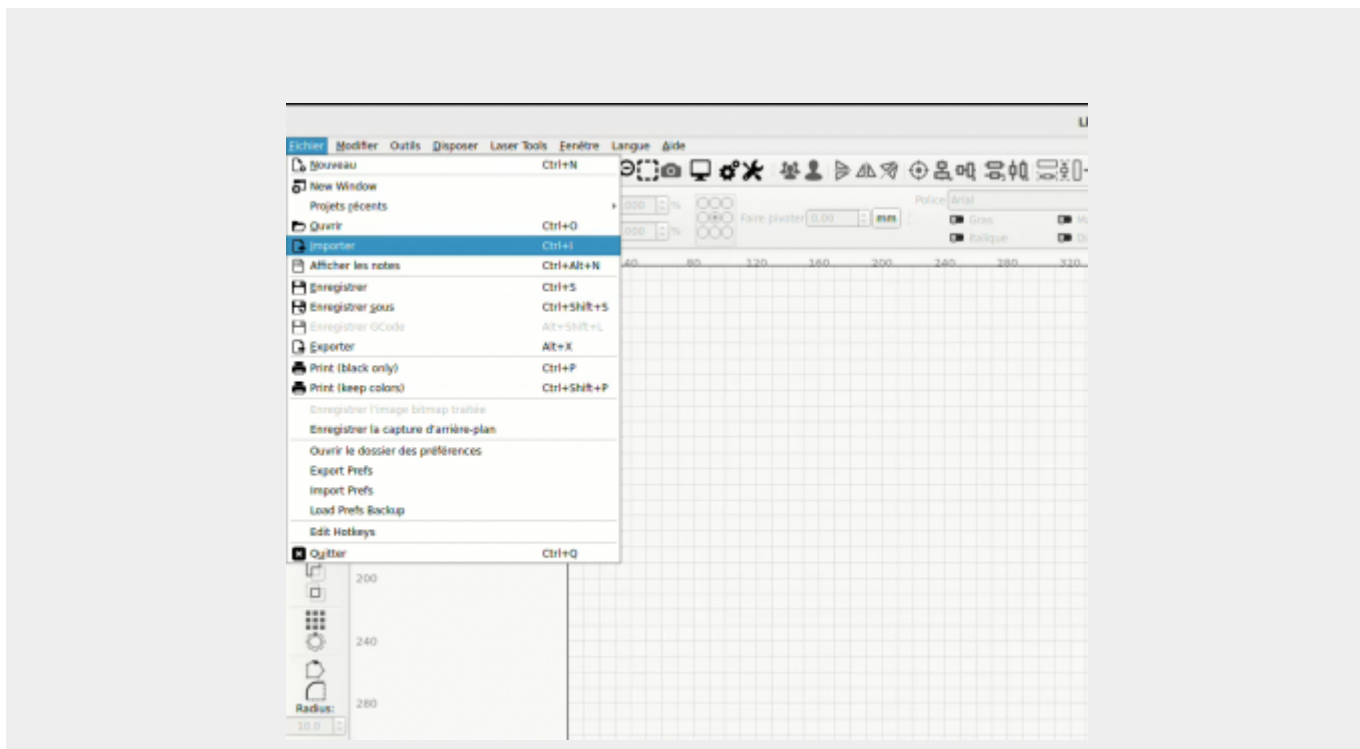 Fichier Modifier Outils Disposer Laser Tools Fenêtre Langue Aide
Nouveau Ctrl+N
New Window
Projets récents
Ouvrir Ctrl+O
Importer Ctrl+I
Afficher les notes Ctrl+Alt+N
Enregistrer Ctrl+S
Enregistrer sous Ctrl+Shift+S
Enregistrer GCode Alt+Shift+L
Exporter Alt+X
Print (black only) Ctrl+P
Print (keep colors) Ctrl+Shift+P
Enregistrer l'image bitmap traitée
Enregistrer la capture d'arrière-plan
Ouvrir le dossier des préférences
Export Prefs
Import Prefs
Load Prefs Backup
Edit Hotkeys
Quitter Ctrl+Q
Police Arial
%
Faire pivoter 0,00 mm
Gras
%
Italique
40 80 120 160 200 240 280 320
200
240
280
Radius:
10.0